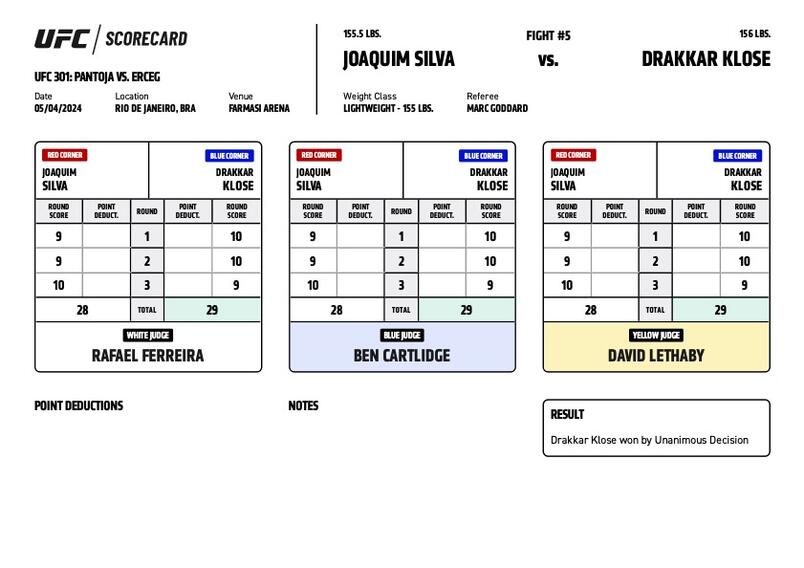 UFC / SCORECARD
UFC 301: PANTOJA VS. ERCEG
Date Location Venue
05/04/2024 RIO DE JANEIRO, BRA FARMASI ARENA
155.5 LBS. FIGHT #5 156 LBS.
JOAQUIM SILVA VS. DRAKKAR KLOSE
Weight Class Referee
LIGHTWEIGHT - 155 LBS. MARC GODDARD
RED CORNER BLUE CORNER
JOAQUIM DRAKKAR
SILVA KLOSE
ROUND POINT ROUND POINT ROUND
SCORE DEDUCT. DEDUCT. SCORE
9 1 10
9 2 10
10 3 9
28 TOTAL 29
WHITE JUDGE
RAFAEL FERREIRA
RED CORNER BLUE CORNER
JOAQUIM DRAKKAR
SILVA KLOSE
ROUND POINT ROUND POINT ROUND
SCORE DEDUCT. DEDUCT. SCORE
9 1 10
9 2 10
10 3 9
28 TOTAL 29
BLUE JUDGE
BEN CARTLIDGE
RED CORNER BLUE CORNER
JOAQUIM DRAKKAR
SILVA KLOSE
ROUND POINT ROUND POINT ROUND
SCORE DEDUCT. DEDUCT. SCORE
9 1 10
9 2 10
10 3 9
28 TOTAL 29
YELLOW JUDGE
DAVID LETHABY
POINT DEDUCTIONS
NOTES
RESULT
Drakkar Klose won by Unanimous Decision